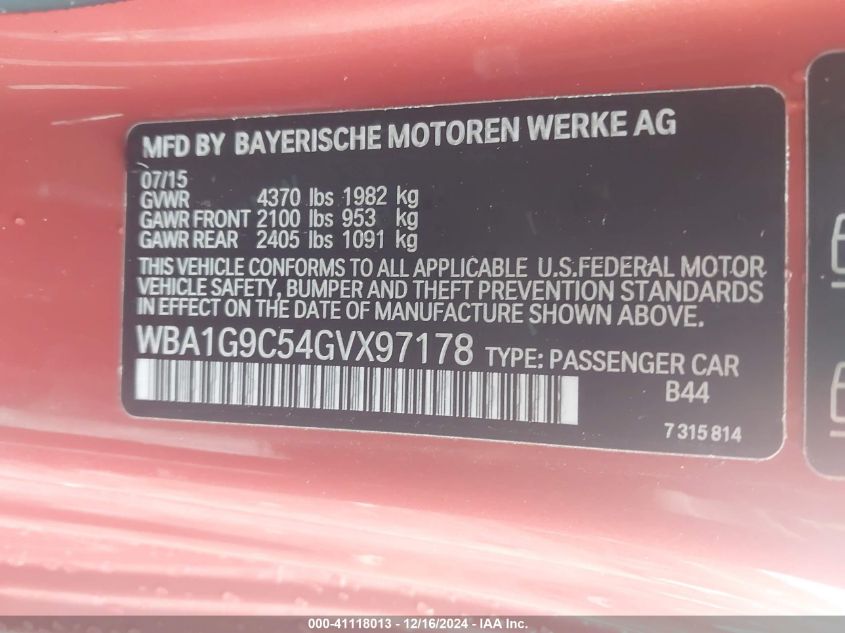 MFD BY BAYERISCHE MOTOREN WERKE AG
07/15
GVWR 4370 lbs 1982 kg
GAWR FRONT 2100 lbs 953 kg
GAWR REAR 2405 lbs 1091 kg
THIS VEHICLE CONFORMS TO ALL APPLICABLE U.S.FEDERAL MOTOR
VEHICLE SAFETY, BUMPER AND THEFT PREVENTION STANDARDS
IN EFFECT ON THE DATE OF MANUFACTURE SHOWN ABOVE.
WBA1G9C54GVX97178 TYPE: PASSENGER CAR
B44
7315814
000-41118013 - 12/16/2024 - IAA Inc.